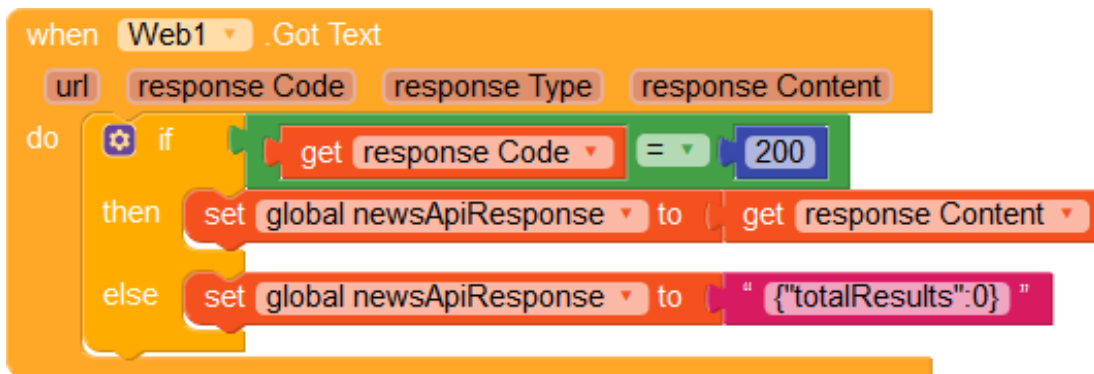 when Web1 .Got Text
url response Code response Type response Content
do if get response Code = 200
then set global newsApiResponse to get response Content
else set global newsApiResponse to “ {"totalResults":0} ”